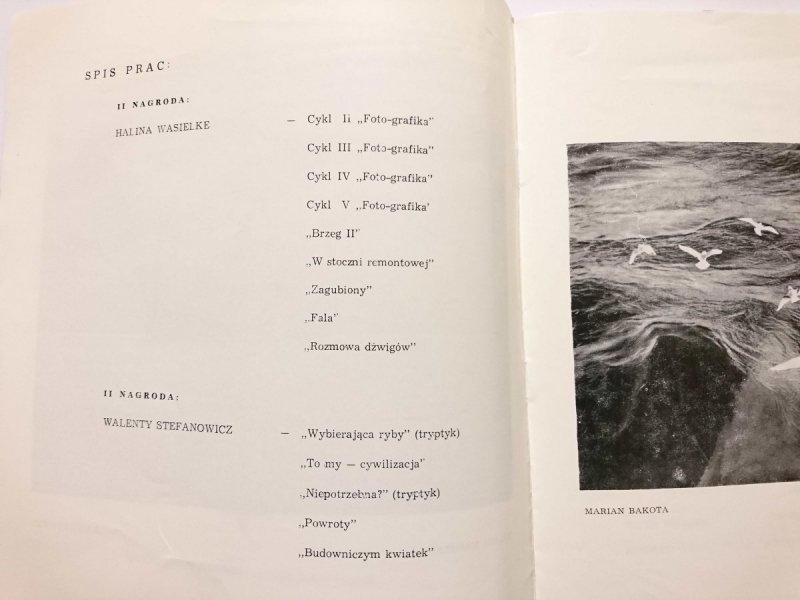 SPIS PRAC:
II NAGRODA:
HALINA WASIELKE — Cykl Ii „Foto-grafika"
Cykl III „Foto-grafika"
Cykl IV „Foto-grafika"
Cykl V „Foto-grafika'
„Brzeg II"
„W stoczni remontowej"
„Zagubiony"
„Fala"
„Rozmowa dźwigów"
II NAGRODA:
WALENTY STEFANOWICZ — „Wybierająca ryby" (tryptyk)
„To my — cywilizacja"
„Niepotrzebna?" (tryptyk)
„Powroty"
„Budowniczym kwiatek"
MARIAN BAKOTA